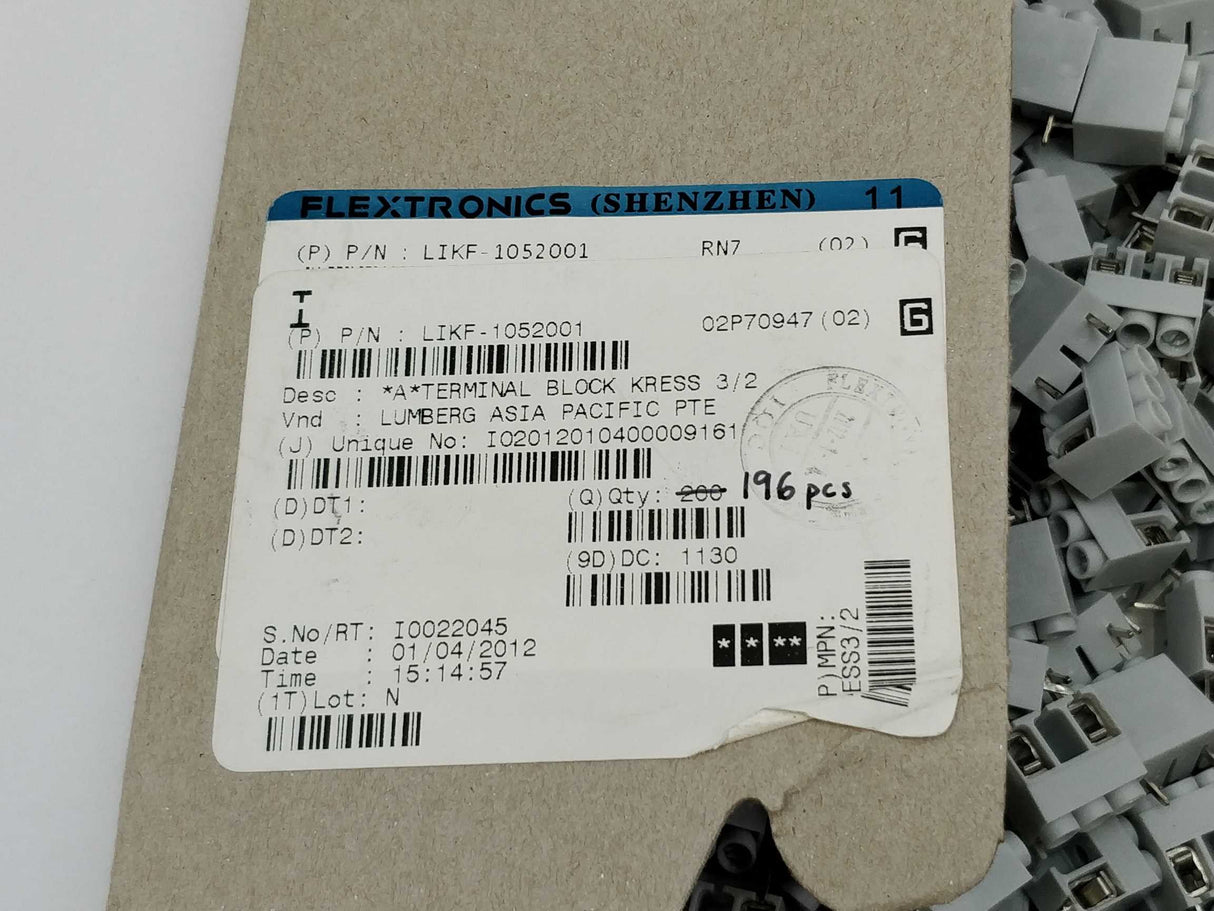 FLEXTRONICS (SHENZHEN) 11
(P) P/N : LIKF-1052001 RN7 (02) G
(P) P/N : LIKF-1052001 02P70947(02) G
Desc : *A*TERMINAL BLOCK KRESS 3/2
Vnd : LUMBERG ASIA PACIFIC PTE
(J) Unique No: I02012010400009161
(D)DT1: (Q)Qty: 200 196 pcs
(D)DT2:
(9D)DC: 1130
S.No/RT: I0022045
Date : 01/04/2012
Time : 15:14:57
(1T)Lot: N
* * **
P)MPN:
ESS3/2